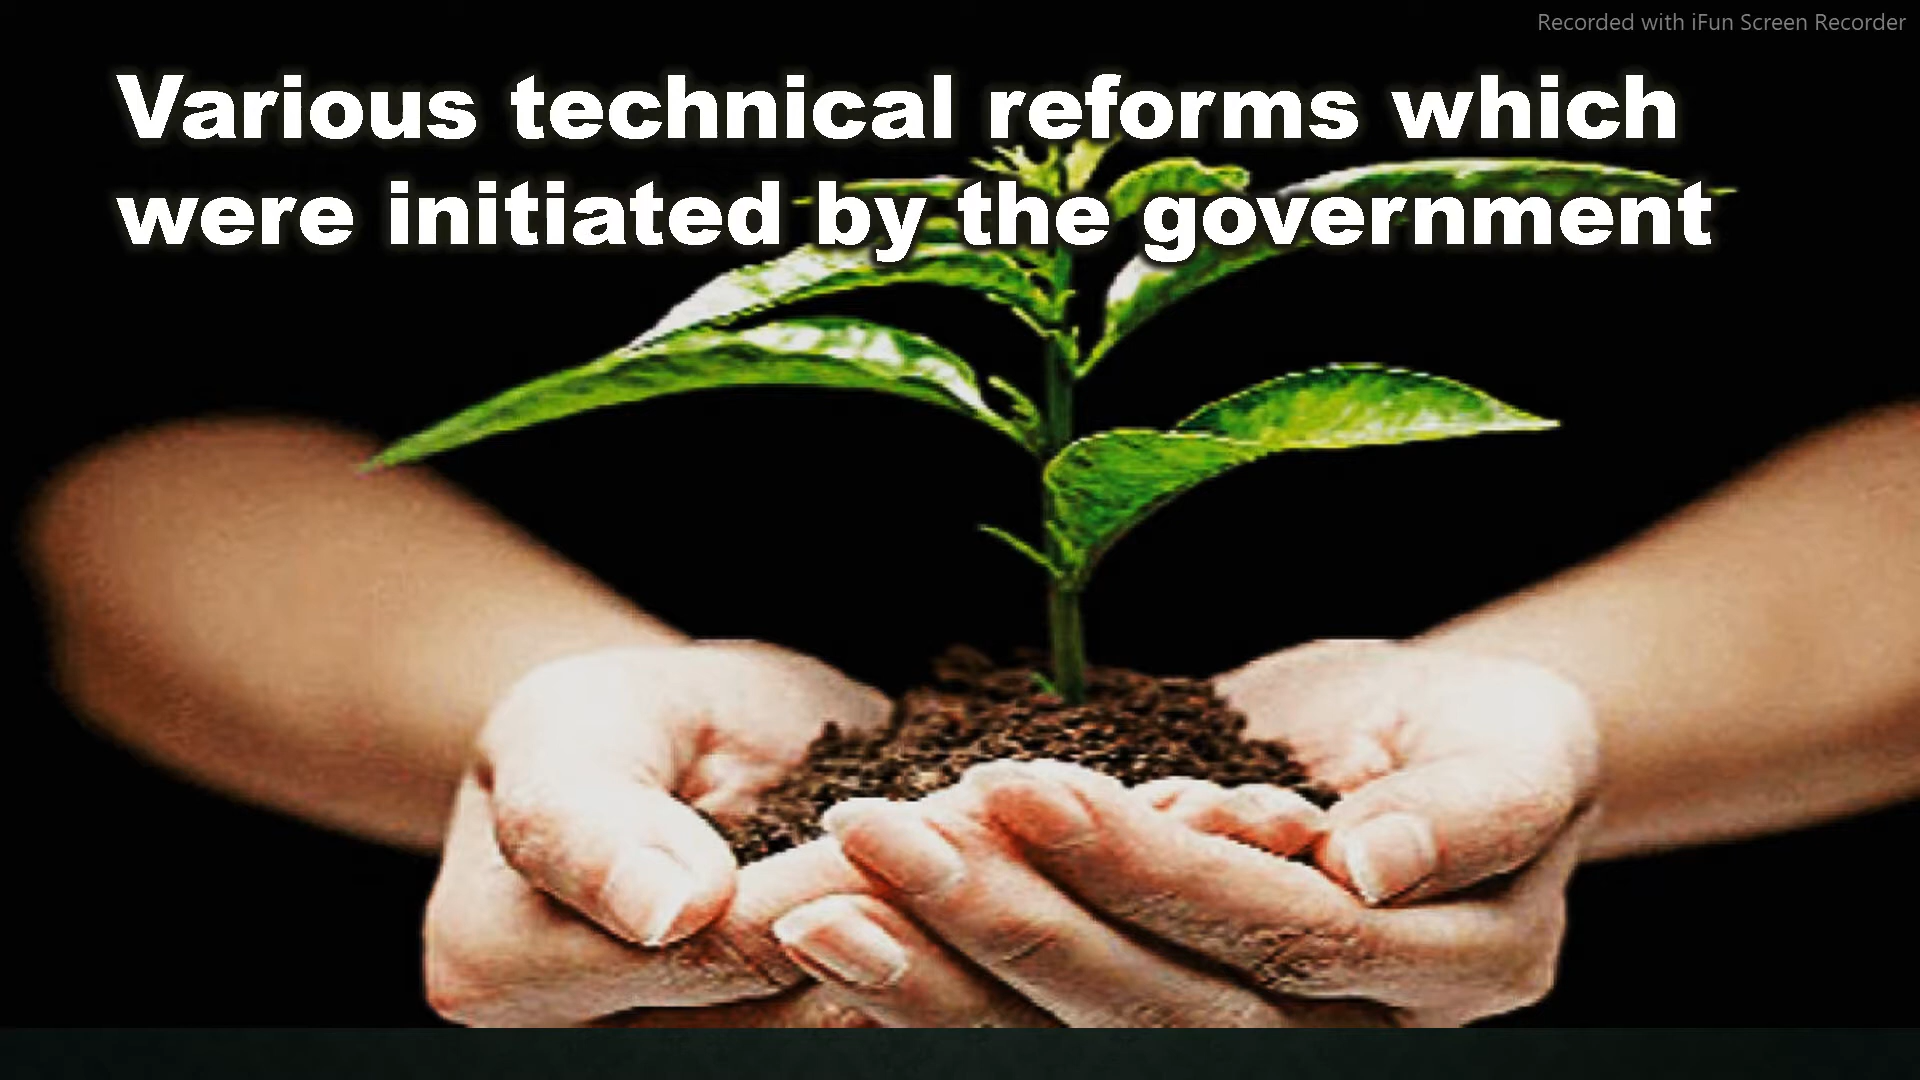 Recorded with iFun Screen Recorder
Various technical reforms which
were initiated by the government